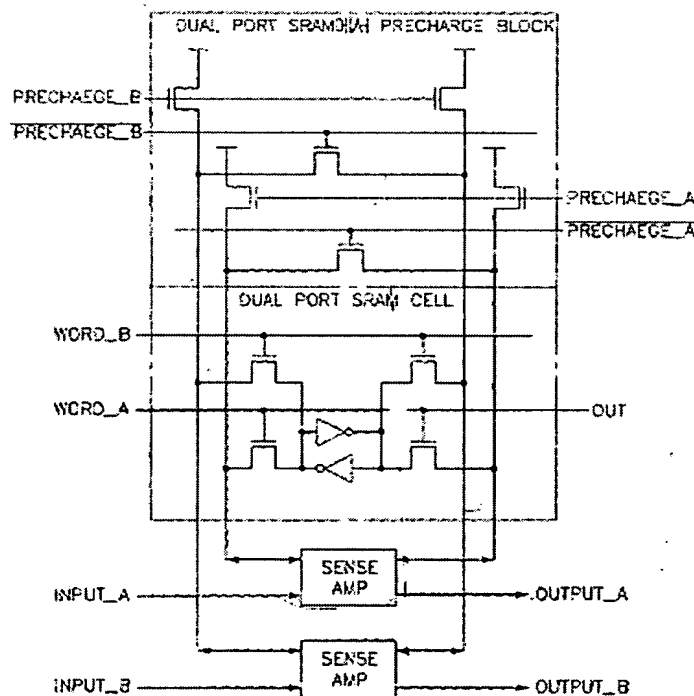 DUAL PORT SRAM PRECHARGE BLOCK
PRECHAEGE_B
PRECHAEGE_B
PRECHAEGE_A
PRECHAEGE_A
DUAL PORT SRAM CELL
WORD_B
WORD_A
OUT
SENSE
AMP
INPUT_A
OUTPUT_A
SENSE
AMP
INPUT_B
OUTPUT_B